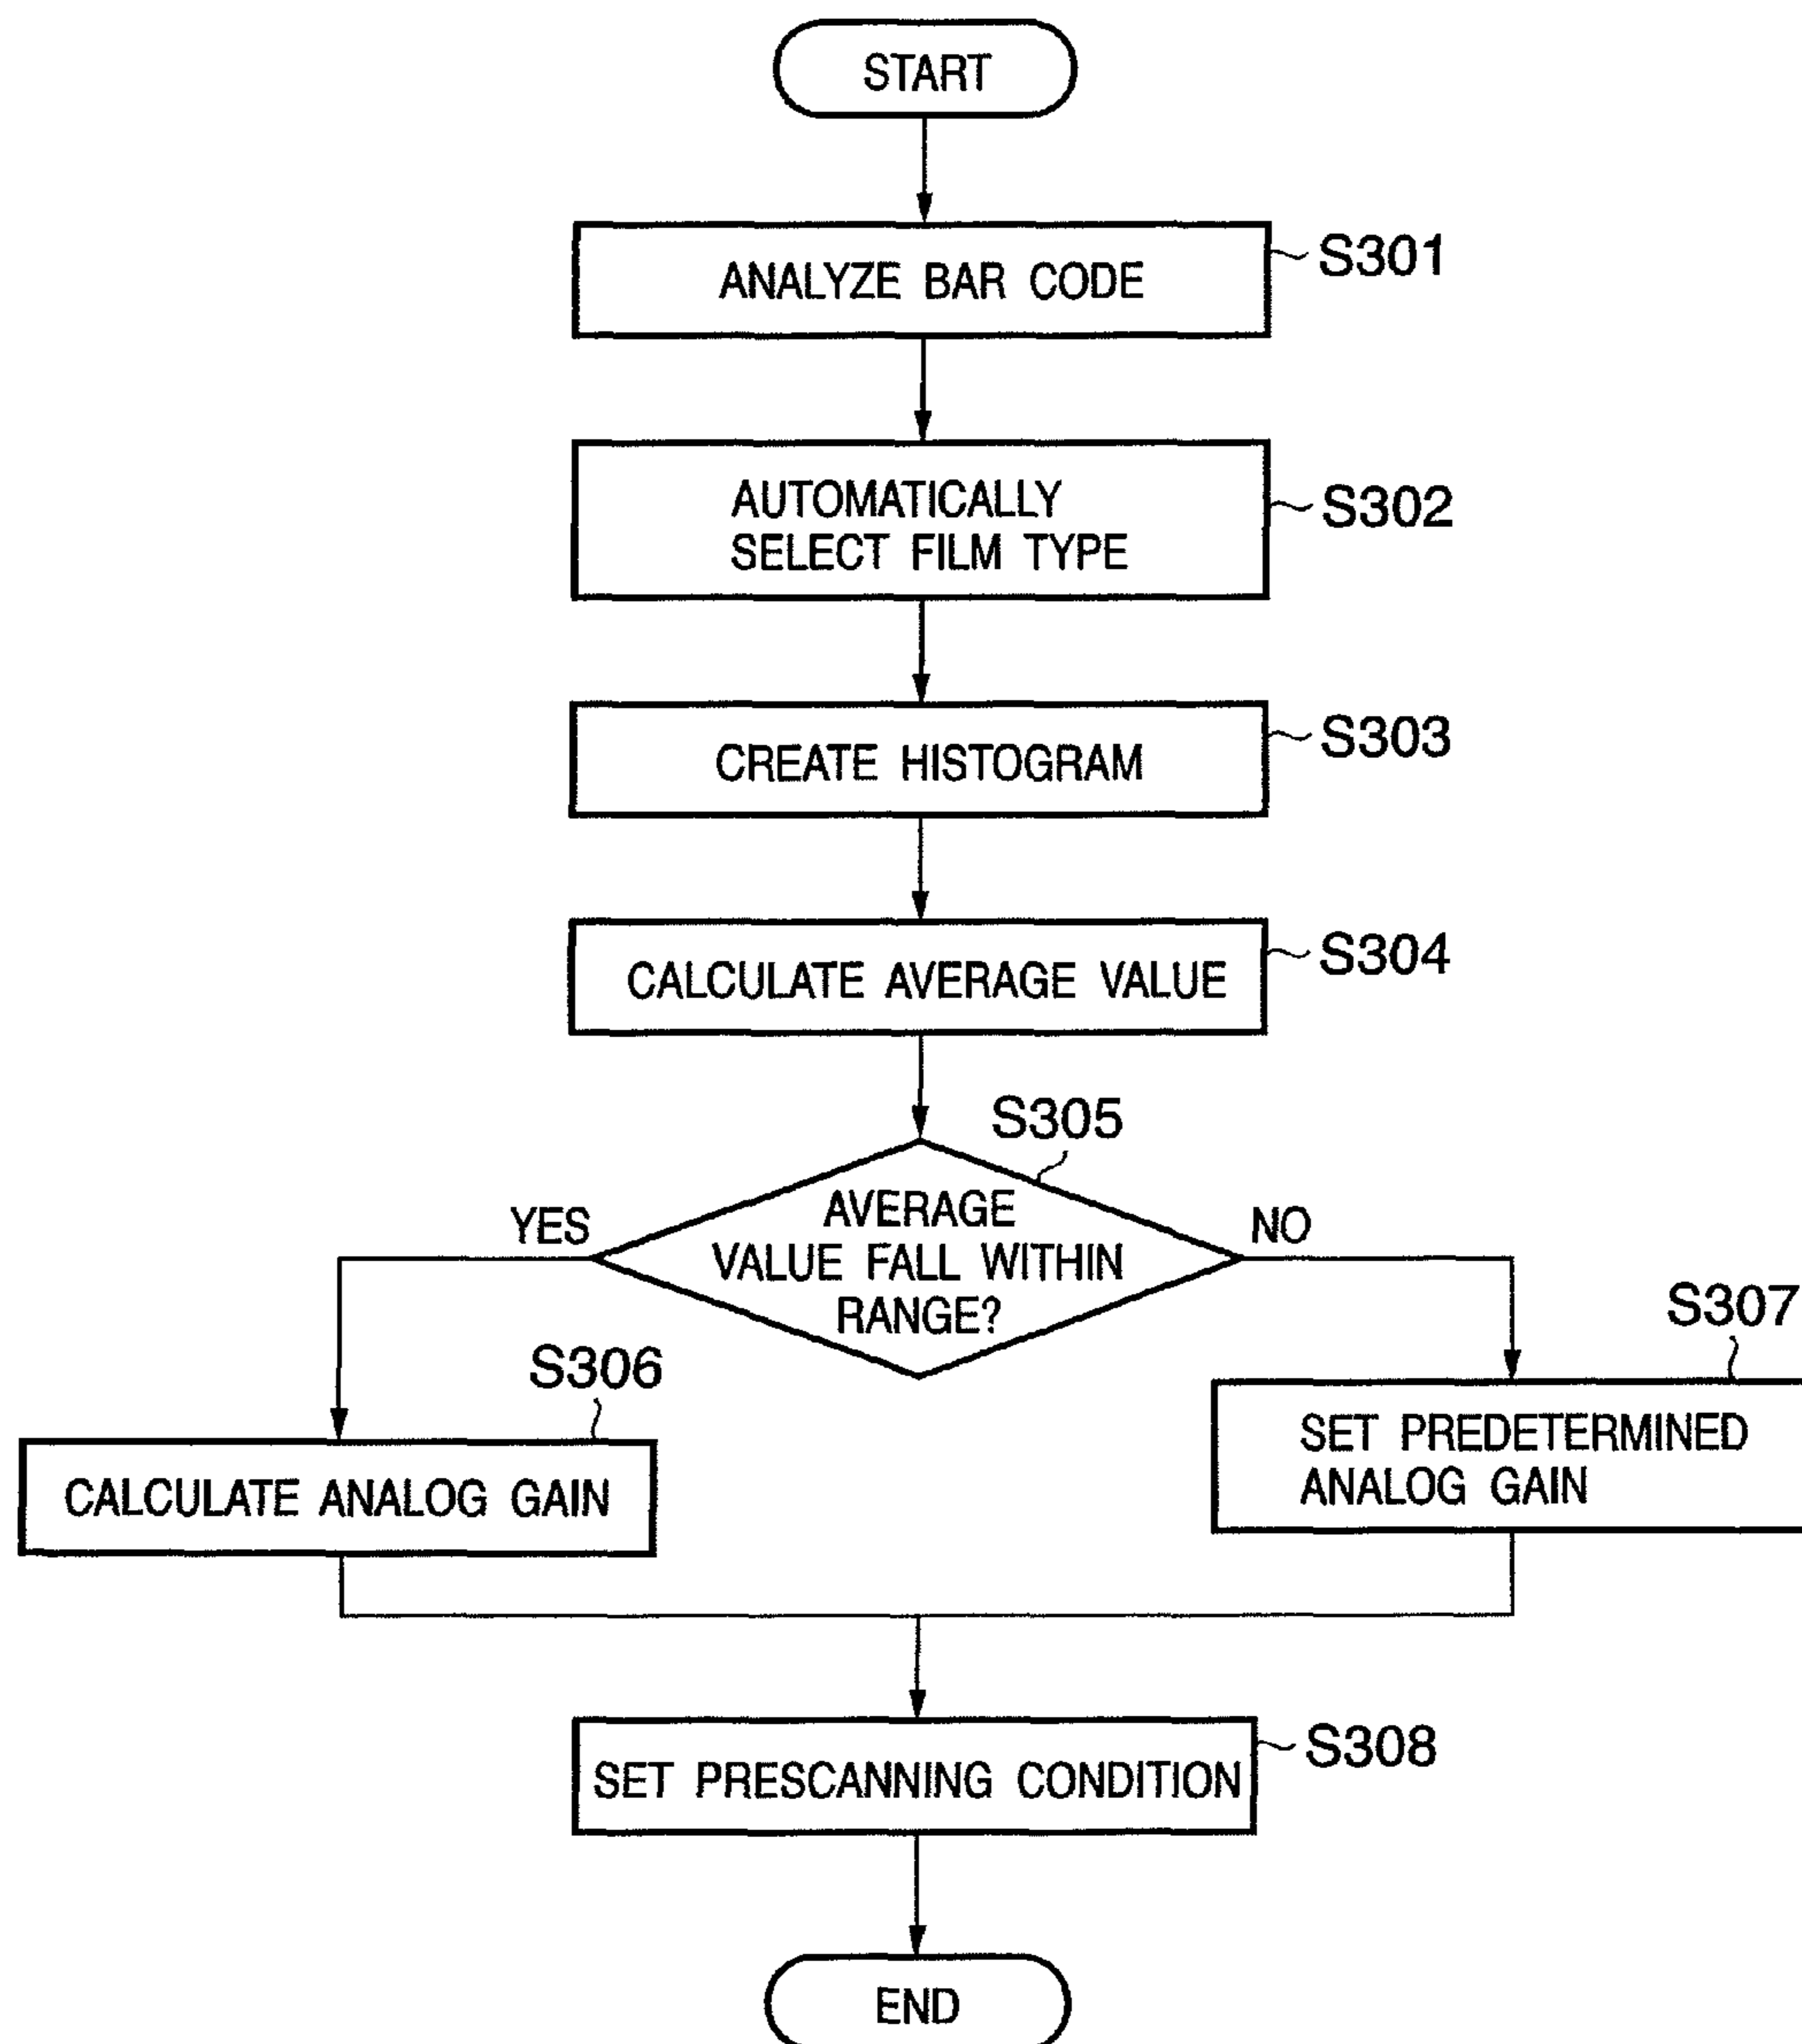 START
ANALYZE BAR CODE
S301
AUTOMATICALLY
SELECT FILM TYPE
S302
CREATE HISTOGRAM
S303
CALCULATE AVERAGE VALUE
S304
S305
AVERAGE
VALUE FALL WITHIN
RANGE?
YES
NO
S306
CALCULATE ANALOG GAIN
S307
SET PREDETERMINED
ANALOG GAIN
SET PRESCANNING CONDITION
S308
END